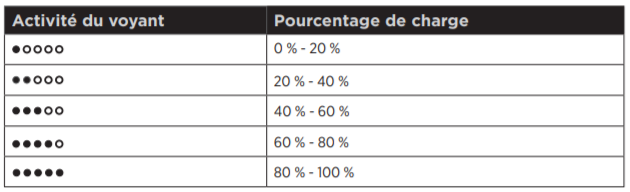 Activité du voyant Pourcentage de charge
●○○○○ 0 % - 20 %
●●○○○ 20 % - 40 %
●●●○○ 40 % - 60 %
●●●●○ 60 % - 80 %
●●●●● 80 % - 100 %